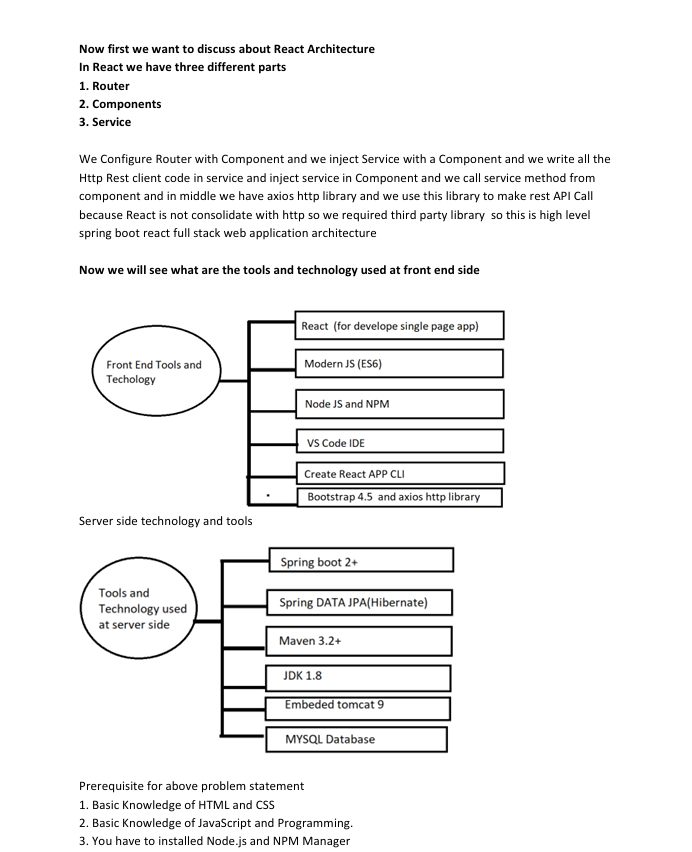 Now first we want to discuss about React Architecture
In React we have three different parts
1. Router
2. Components
3. Service
We Configure Router with Component and we inject Service with a Component and we write all the
Http Rest client code in service and inject service in Component and we call service method from
component and in middle we have axios http library and we use this library to make rest API Call
because React is not consolidate with http so we required third party library  so this is high level
spring boot react full stack web application architecture
Now we will see what are the tools and technology used at front end side
Front End Tools and
Techology
React  (for develope single page app)
Modern JS (ES6)
Node JS and NPM
VS Code IDE
Create React APP CLI
Bootstrap 4.5  and axios http library
Server side technology and tools
Tools and
Technology used
at server side
Spring boot 2+
Spring DATA JPA(Hibernate)
Maven 3.2+
JDK 1.8
Embeded tomcat 9
MYSQL Database
Prerequisite for above problem statement
1. Basic Knowledge of HTML and CSS
2. Basic Knowledge of JavaScript and Programming.
3. You have to installed Node.js and NPM Manager